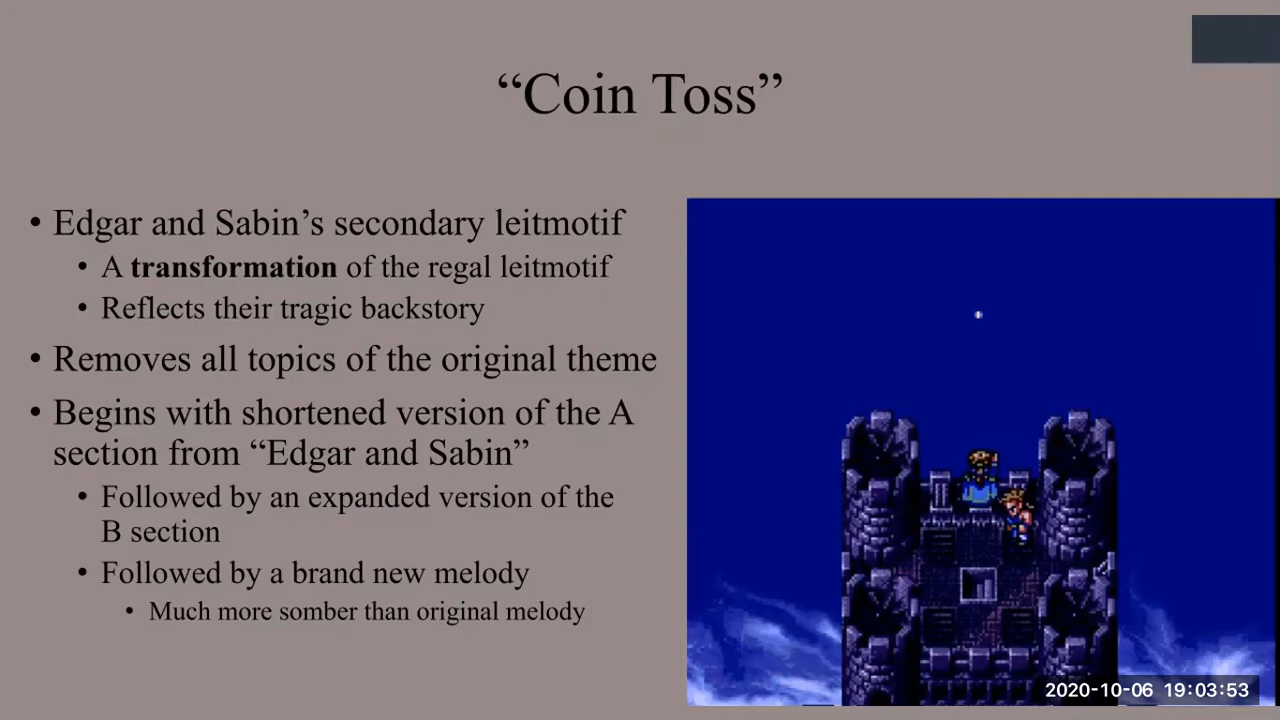 “Coin Toss”
• Edgar and Sabin’s secondary leitmotif
• A transformation of the regal leitmotif
• Reflects their tragic backstory
• Removes all topics of the original theme
• Begins with shortened version of the A
section from “Edgar and Sabin”
• Followed by an expanded version of the
B section
• Followed by a brand new melody
• Much more somber than original melody
2020-10-06 19:03:53